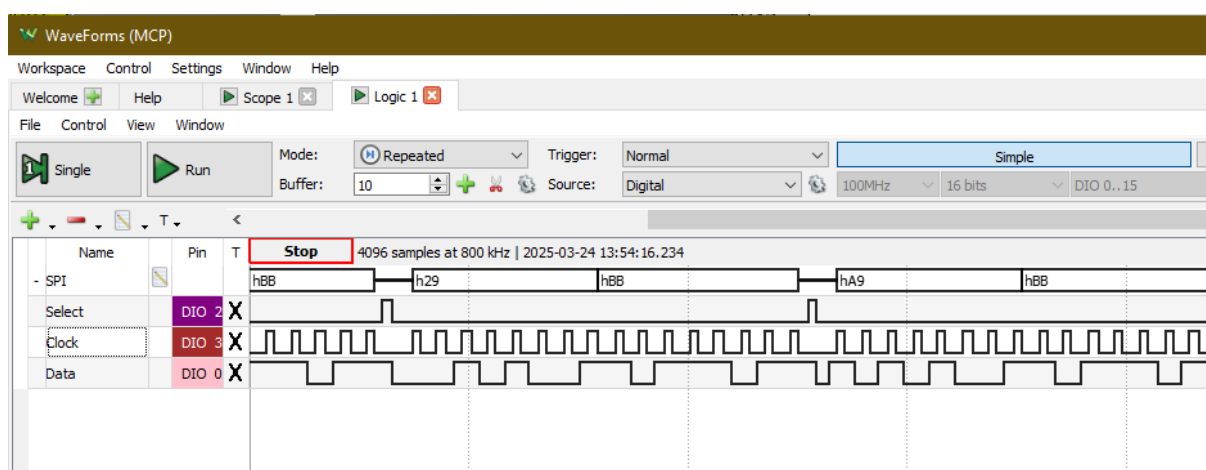 WaveForms (MCP)
Workspace Control Settings Window Help
Welcome Help Scope 1 Logic 1
File Control View Window
Single Run Mode: Repeated Trigger: Normal Simple
Buffer: 10 Source: Digital 100MHz 16 bits DIO 0..15
T
Name Pin T Stop 4096 samples at 800 kHz | 2025-03-24 13:54:16.234
- SPI hBB h29 hBB hA9 hBB
Select DIO 2 X
Clock DIO 3 X
Data DIO 0 X